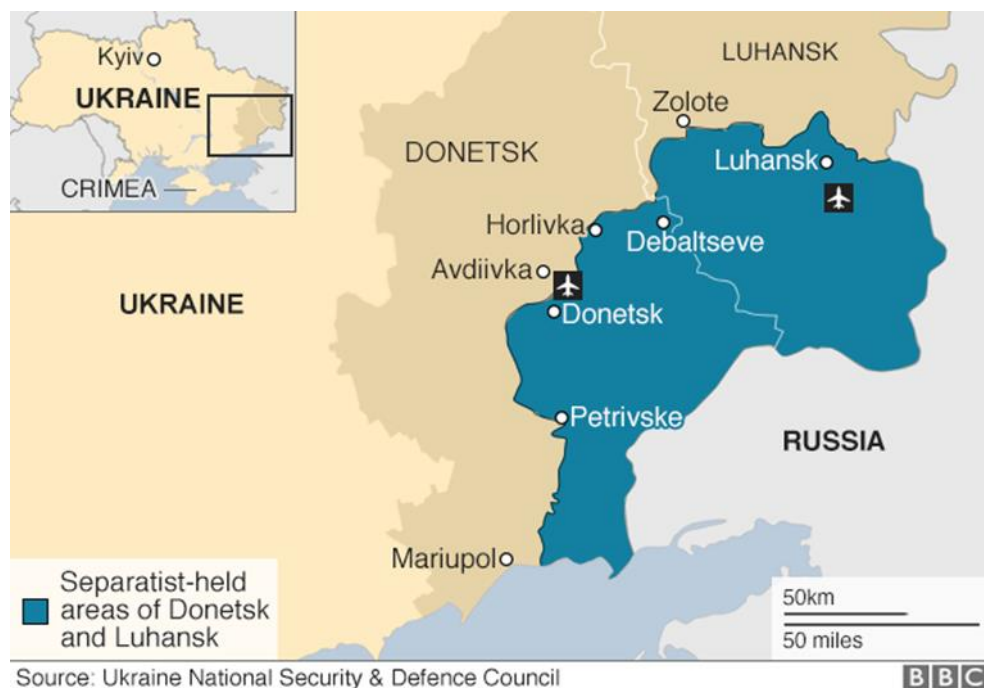 Kyiv
UKRAINE
CRIMEA
LUHANSK
Zolote
DONETSK
Luhansk
Horlivka
Debaltseve
Avdiivka
UKRAINE
Donetsk
Petrivske
RUSSIA
Mariupol
Separatist-held
areas of Donetsk
and Luhansk
50km
50 miles
Source: Ukraine National Security & Defence Council
BBC